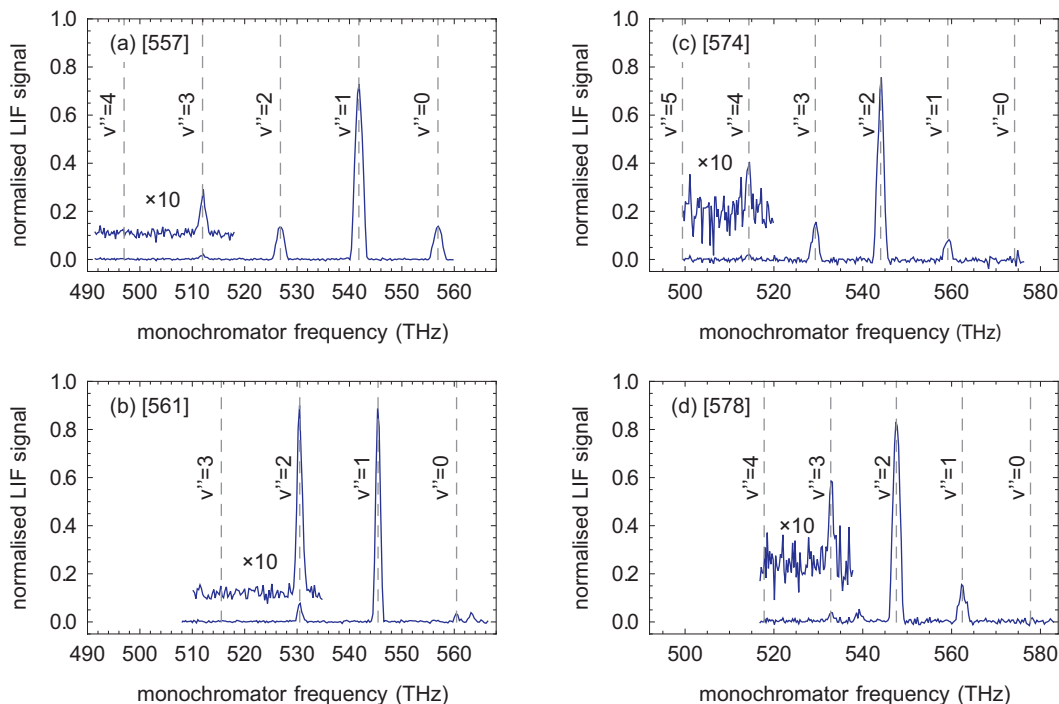 (a) [557]
normalised LIF signal
1.0
0.8
0.6
0.4
0.2
0.0
v’’=4
v’’=3
v’’=2
v’’=1
v’’=0
×10
490 500 510 520 530 540 550 560
monochromator frequency (THz)
(c) [574]
normalised LIF signal
1.0
0.8
0.6
0.4
0.2
0.0
v’’=5
v’’=4
v’’=3
v’’=2
v’’=1
v’’=0
×10
500 520 540 560 580
monochromator frequency (THz)
(b) [561]
normalised LIF signal
1.0
0.8
0.6
0.4
0.2
0.0
v’’=3
v’’=2
v’’=1
v’’=0
×10
490 500 510 520 530 540 550 560
monochromator frequency (THz)
(d) [578]
normalised LIF signal
1.0
0.8
0.6
0.4
0.2
0.0
v’’=4
v’’=3
v’’=2
v’’=1
v’’=0
×10
500 520 540 560 580
monochromator frequency (THz)